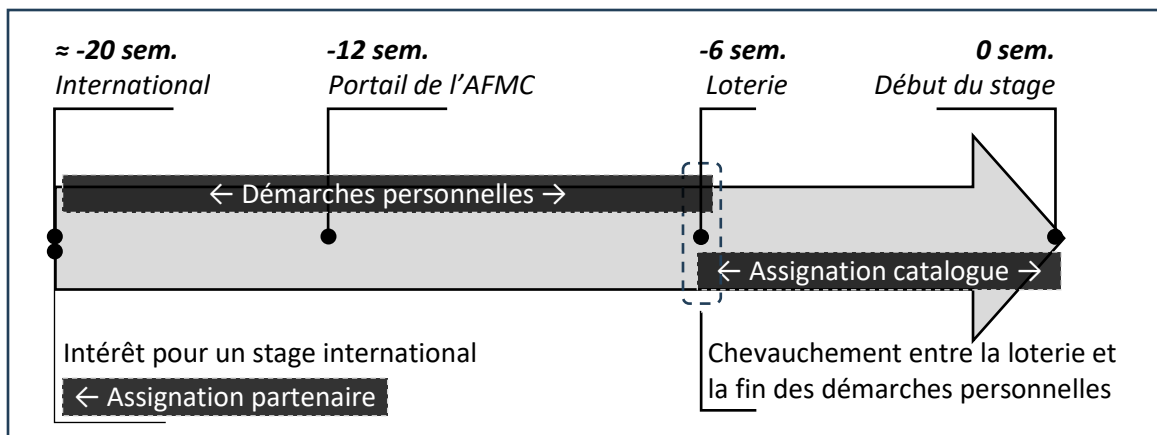 ≈ -20 sem.
International
-12 sem.
Portail de l’AFMC
-6 sem.
Loterie
0 sem.
Début du stage
← Démarches personnelles →
← Assignation catalogue →
Intérêt pour un stage international
← Assignation partenaire
Chevauchement entre la loterie et
la fin des démarches personnelles